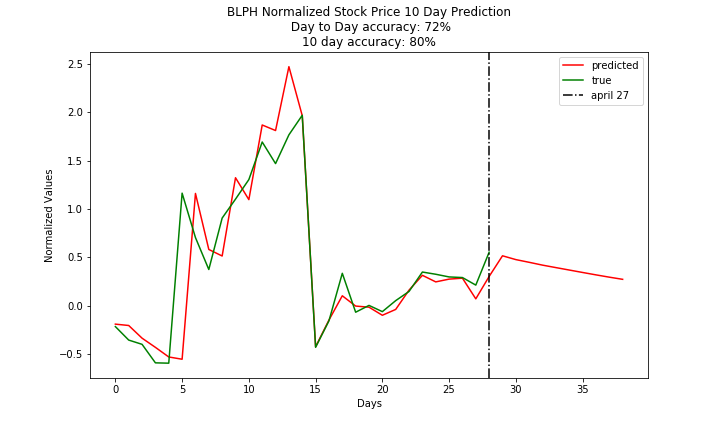 BLPH Normalized Stock Price 10 Day Prediction
Day to Day accuracy: 72%
10 day accuracy: 80%
predicted
true
april 27
2.5
2.0
1.5
1.0
0.5
0.0
−0.5
Normalized Values
0 5 10 15 20 25 30 35
Days